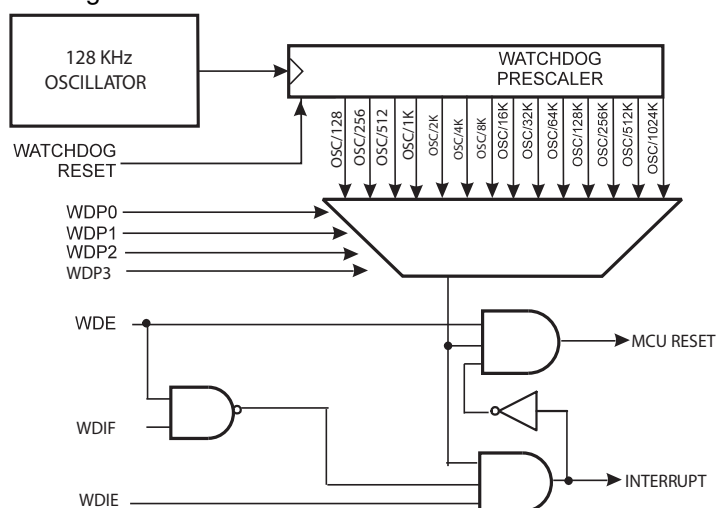 128 KHz
OSCILLATOR
WATCHDOG
PRESCALER
WATCHDOG
RESET
OSC/128
OSC/256
OSC/512
OSC/1K
OSC/2K
OSC/4K
OSC/8K
OSC/16K
OSC/32K
OSC/64K
OSC/128K
OSC/256K
OSC/512K
OSC/1024K
WDP0
WDP1
WDP2
WDP3
WDE
MCU RESET
WDIF
INTERRUPT
WDIE